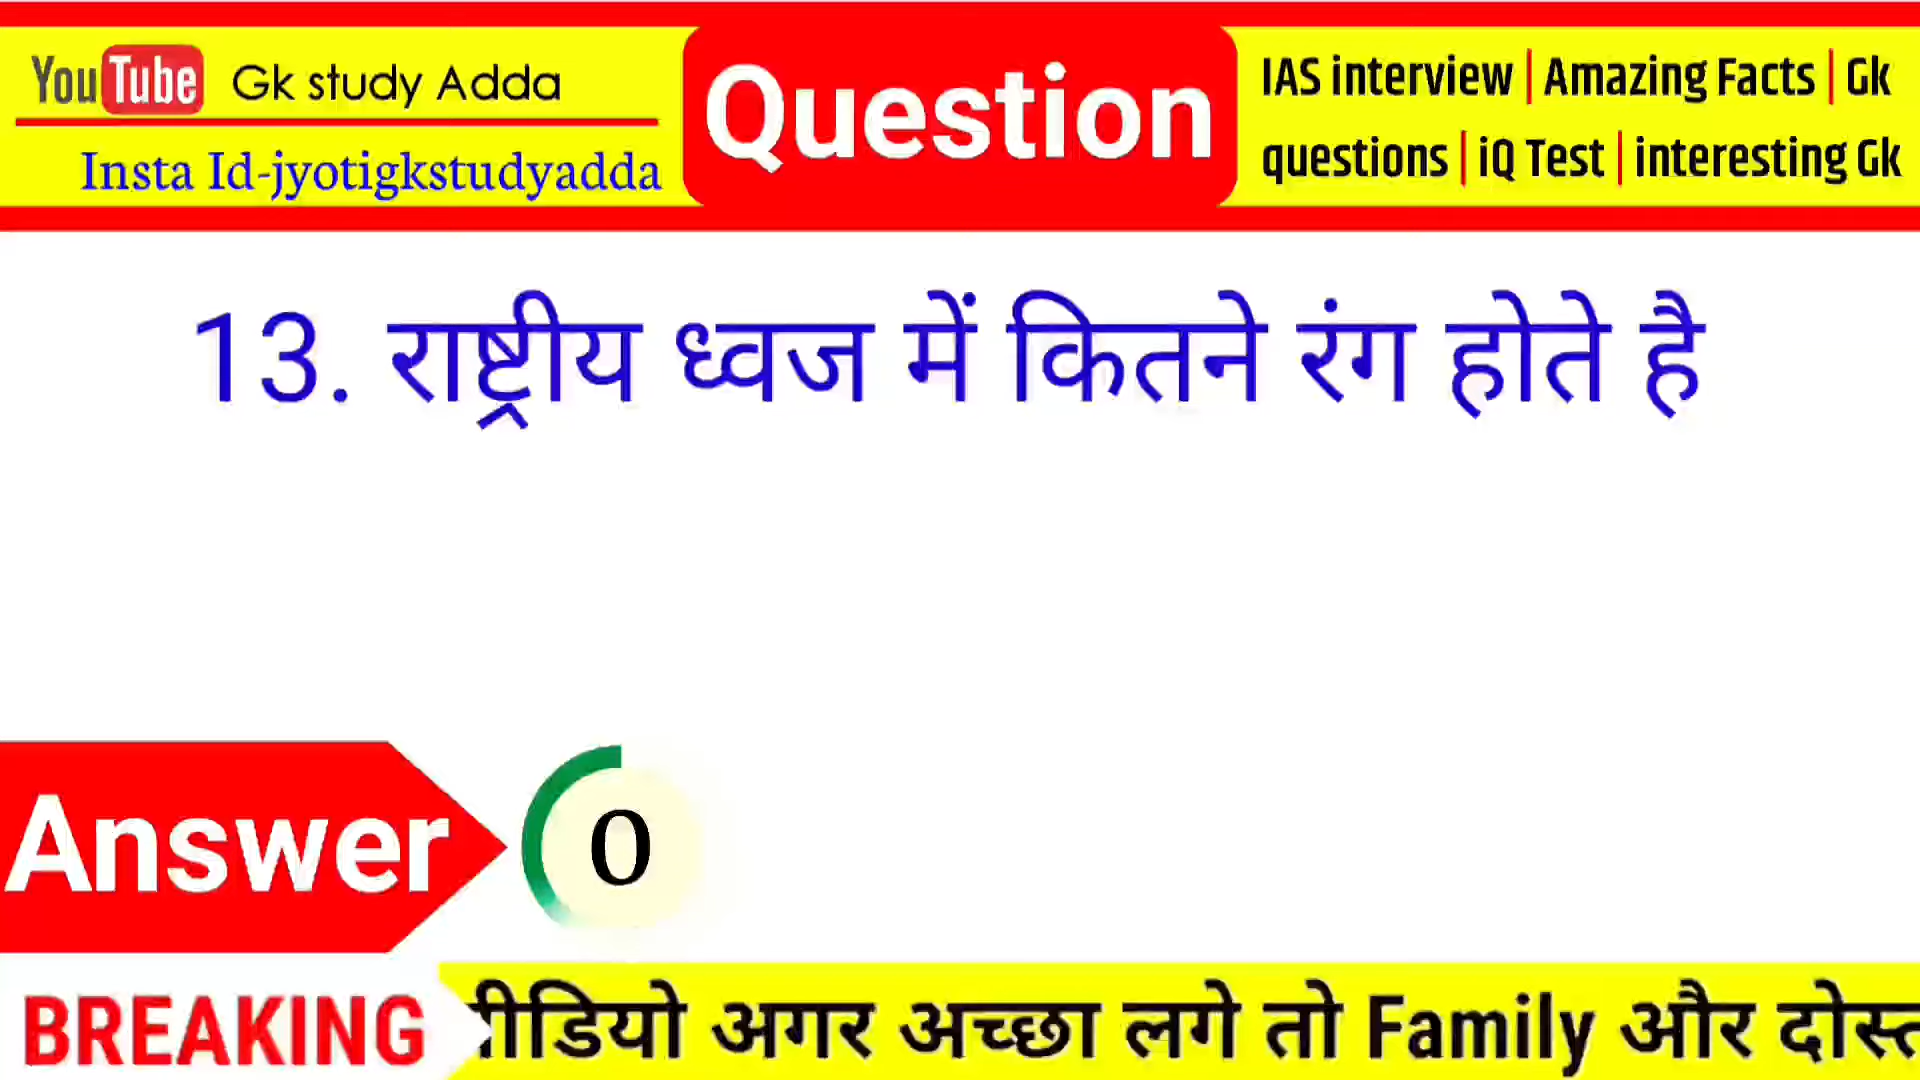 YouTube Gk study Adda
Insta Id-jyotigkstudyadda
Question
IAS interview | Amazing Facts | Gk
questions | iQ Test | interesting Gk
13. राष्ट्रीय ध्वज में कितने रंग होते है
Answer
0
BREAKING
वीडियो अगर अच्छा लगे तो Family और